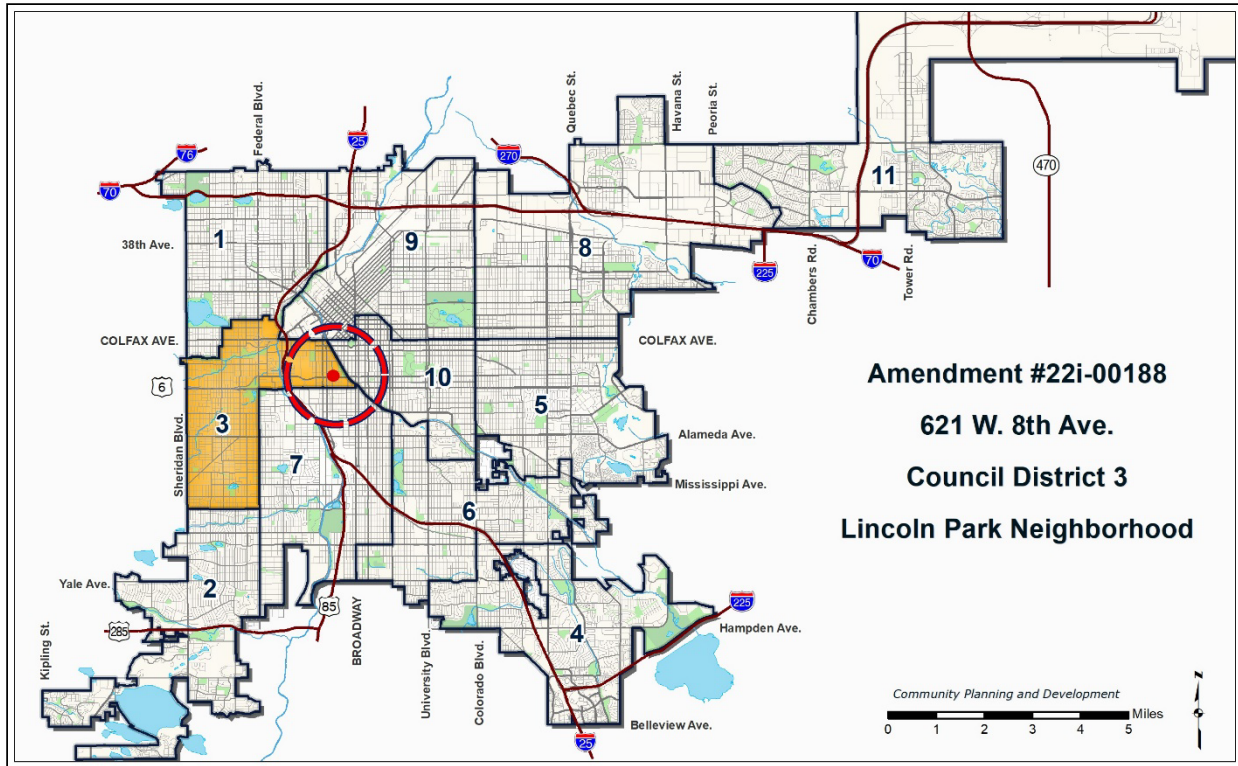 Federal Blvd.
Quebec St.
Havana St.
Peoria St.
76
25
270
70
470
11
1
9
8
38th Ave.
225
70
Chambers Rd.
Tower Rd.
COLFAX AVE.
COLFAX AVE.
6
10
5
3
Sheridan Blvd.
7
Alameda Ave.
Mississippi Ave.
6
Amendment #22i-00188
621 W. 8th Ave.
Council District 3
Lincoln Park Neighborhood
Yale Ave.
2
85
285
BROADWAY
University Blvd.
Colorado Blvd.
4
225
Hampden Ave.
Kipling St.
25
Belleview Ave.
Community Planning and Development
0 1 2 3 4 5 Miles
N